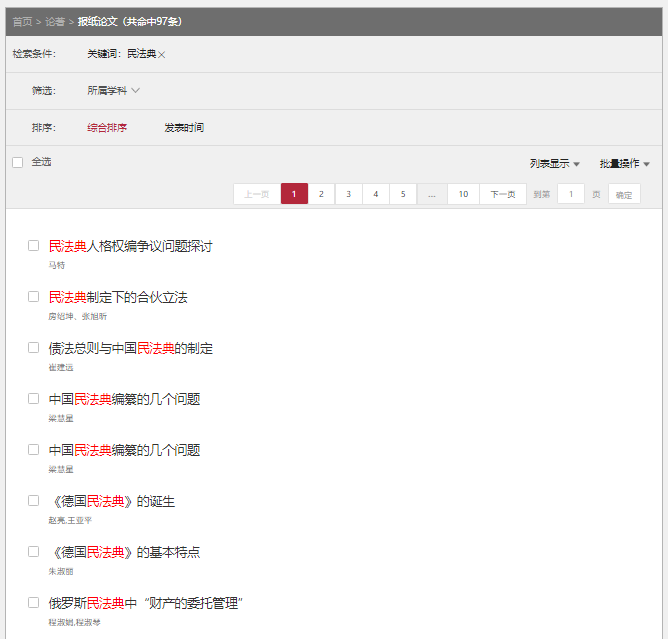 首页 > 论著 > 报纸论文（共命中97条）
检索条件： 关键词：民法典×
筛选： 所属学科
排序： 综合排序 发表时间
全选 列表显示 批量操作
上一页 1 2 3 4 5 ... 10 下一页 到第 1 页 确定
民法典人格权编争议问题探讨
马特
民法典制定下的合伙立法
房绍坤、张旭昕
债法总则与中国民法典的制定
崔建远
中国民法典编纂的几个问题
梁慧星
中国民法典编纂的几个问题
梁慧星
《德国民法典》的诞生
赵亮,王亚平
《德国民法典》的基本特点
朱淑丽
俄罗斯民法典中“财产的委托管理”
程淑娟,程淑琴